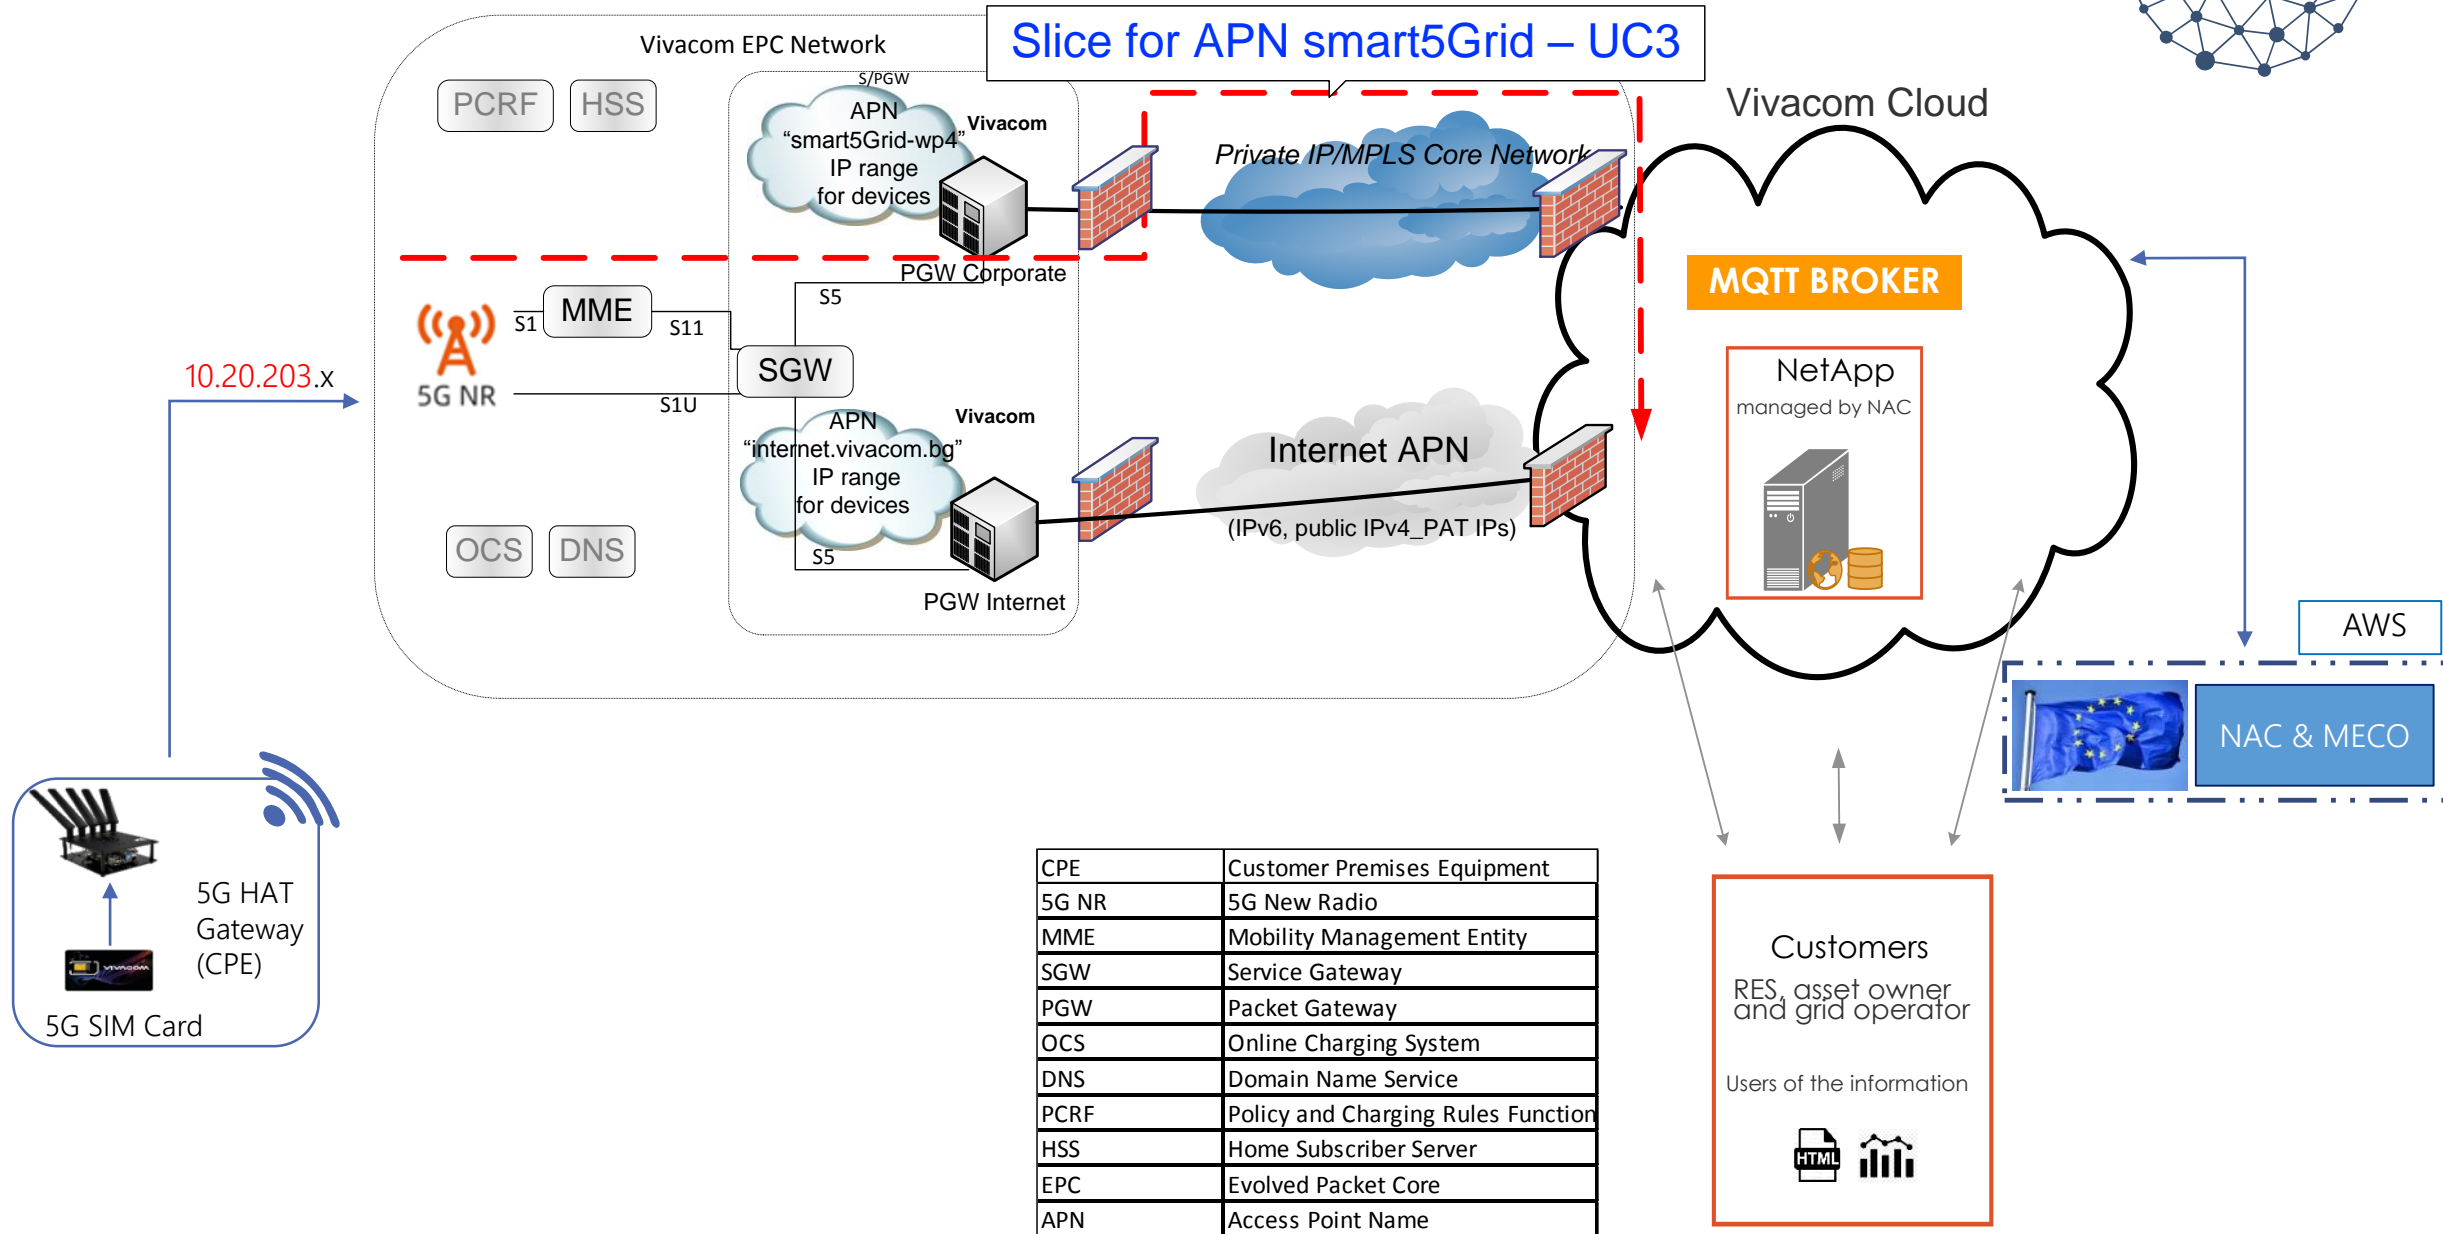 Slice for APN smart5Grid – UC3
Vivacom EPC Network
PCRF
HSS
S/PGW
APN
“smart5Grid-wp4”
IP range
for devices
Vivacom
PGW Corporate
Private IP/MPLS Core Network
Vivacom Cloud
MQTT BROKER
NetApp
managed by NAC
5G NR
S1
MME
S11
S5
SGW
S1U
10.20.203.x
APN
“internet.vivacom.bg”
IP range
for devices
Vivacom
S5
PGW Internet
Internet APN
(IPv6, public IPv4_PAT IPs)
OCS
DNS
AWS
NAC & MECO
5G HAT
Gateway
(CPE)
VIVACOM
5G SIM Card
CPE Customer Premises Equipment
5G NR 5G New Radio
MME Mobility Management Entity
SGW Service Gateway
PGW Packet Gateway
OCS Online Charging System
DNS Domain Name Service
PCRF Policy and Charging Rules Function
HSS Home Subscriber Server
EPC Evolved Packet Core
APN Access Point Name
Customers
RES, asset owner
and grid operator
Users of the information
HTML